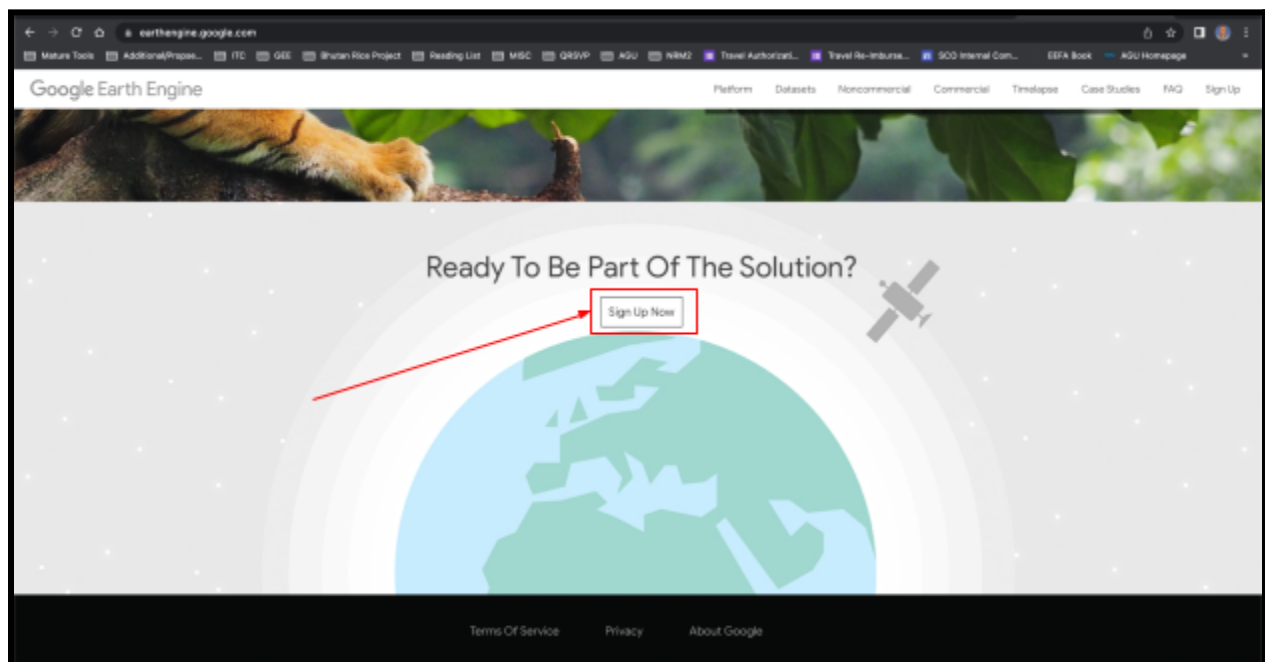 earthengine.google.com
Mature Tools Additional/Propos... ITC GEE Bhutan Rice Project Reading List MISC QRSVP AGU NRM2 Travel Authorizati... Travel Re-Imburse... SCO Internal Com... EEFA Book AGU Homepage
Google Earth Engine Platform Datasets Noncommercial Commercial Timelapse Case Studies FAQ Sign Up
Ready To Be Part Of The Solution?
Sign Up Now
Terms Of Service Privacy About Google